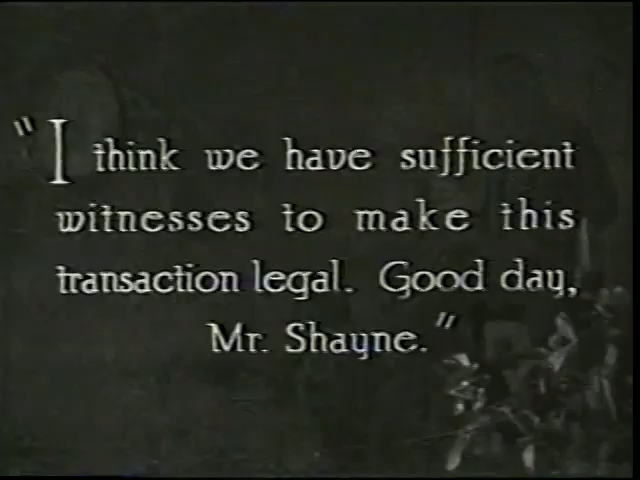 "I think we have sufficient
witnesses to make this
transaction legal. Good day,
Mr. Shayne."